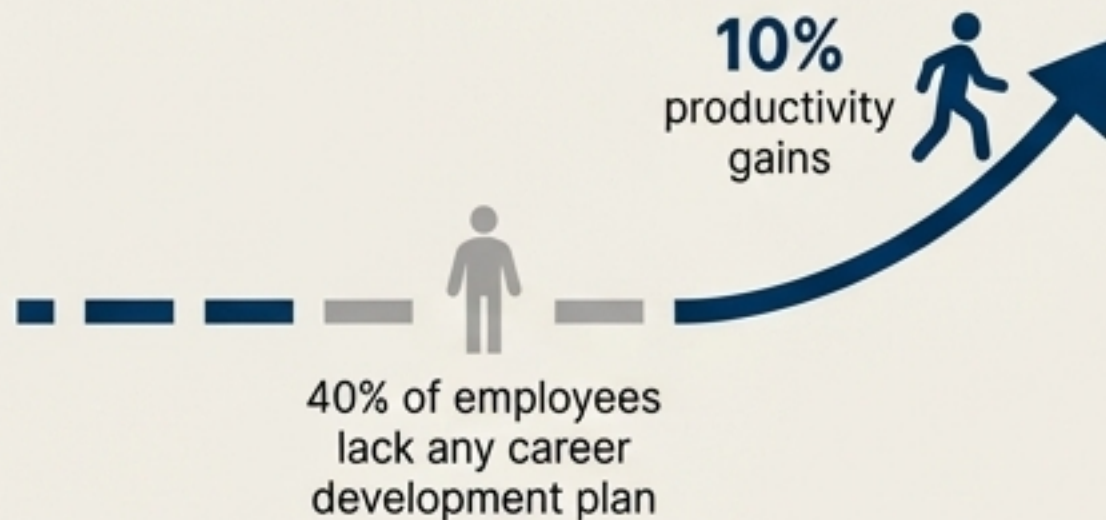 10%
productivity
gains
40% of employees
lack any career
development plan